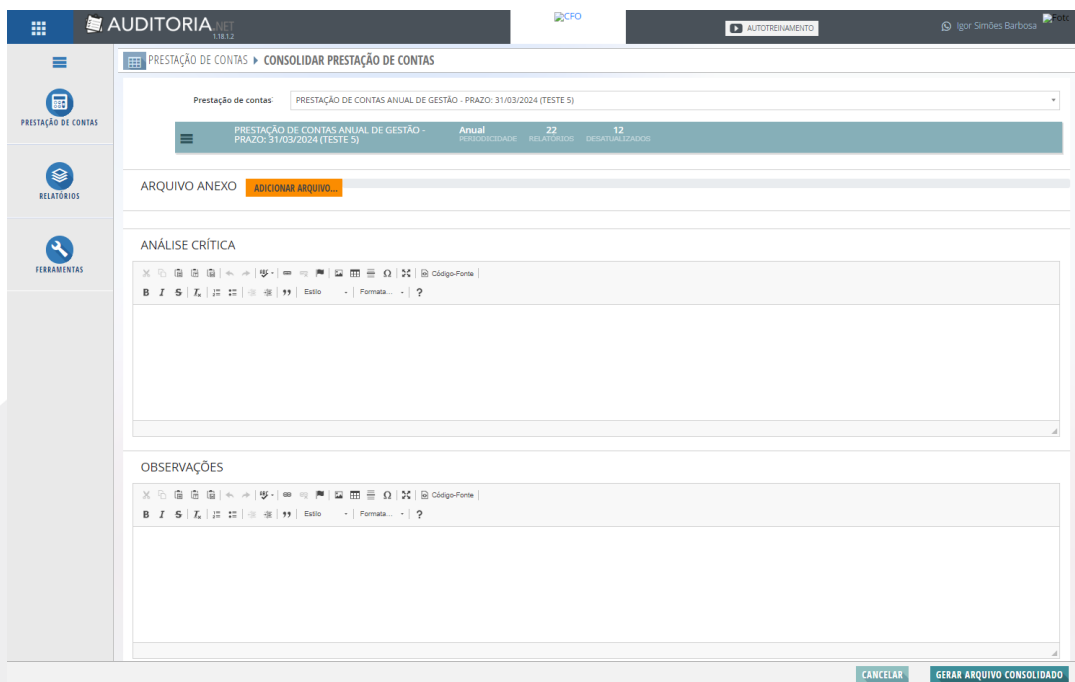 AUDITORIA.NET
1.18.1.2
CFO
AUTOTREINAMENTO
Igor Simões Barbosa
PRESTAÇÃO DE CONTAS
RELATÓRIOS
FERRAMENTAS
PRESTAÇÃO DE CONTAS CONSOLIDAR PRESTAÇÃO DE CONTAS
Prestação de contas: PRESTAÇÃO DE CONTAS ANUAL DE GESTÃO - PRAZO: 31/03/2024 (TESTE 5)
PRESTAÇÃO DE CONTAS ANUAL DE GESTÃO -
PRAZO: 31/03/2024 (TESTE 5)
Anual 22 12
PERIODICIDADE RELATÓRIOS DESATUALIZADOS
ARQUIVO ANEXO ADICIONAR ARQUIVO...
ANÁLISE CRÍTICA
Código-Fonte
B I S Ix Estilo Formata... ?
OBSERVAÇÕES
Código-Fonte
B I S Ix Estilo Formata... ?
CANCELAR GERAR ARQUIVO CONSOLIDADO